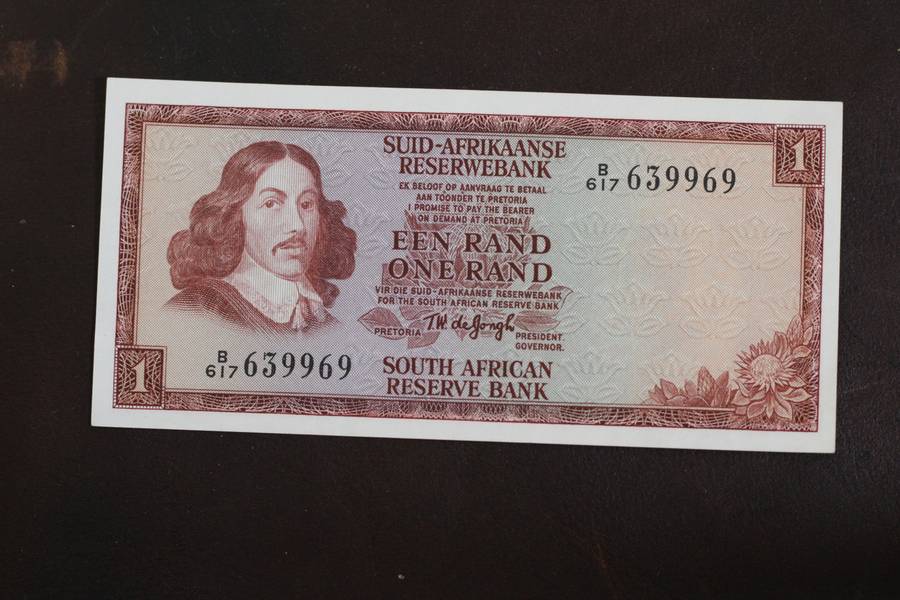 SUID-AFRIKAANSE
RESERWEBANK
B/617 639969
1
EK BELOOF OP AANVRAAG TE BETAAL
AAN TOONDER TE PRETORIA
I PROMISE TO PAY THE BEARER
ON DEMAND AT PRETORIA
EEN RAND
ONE RAND
VIR DIE SUID-AFRIKAANSE RESERWEBANK
FOR THE SOUTH AFRICAN RESERVE BANK
PRETORIA T.W. de Jongh PRESIDENT.
GOVERNOR.
1
B/617 639969
SOUTH AFRICAN
RESERVE BANK